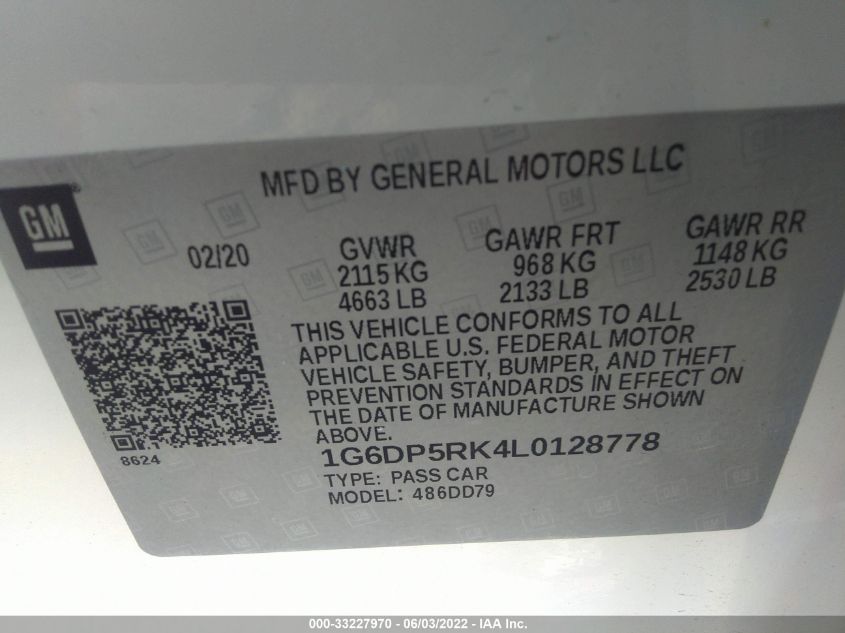 MFD BY GENERAL MOTORS LLC
GM
02/20
GVWR
2115 KG
4663 LB
GAWR FRT
968 KG
2133 LB
GAWR RR
1148 KG
2530 LB
THIS VEHICLE CONFORMS TO ALL
APPLICABLE U.S. FEDERAL MOTOR
VEHICLE SAFETY, BUMPER, AND THEFT
PREVENTION STANDARDS IN EFFECT ON
THE DATE OF MANUFACTURE SHOWN
ABOVE.
8624
1G6DP5RK4L0128778
TYPE: PASS CAR
MODEL: 486DD79
000-33227970 - 06/03/2022 - IAA Inc.